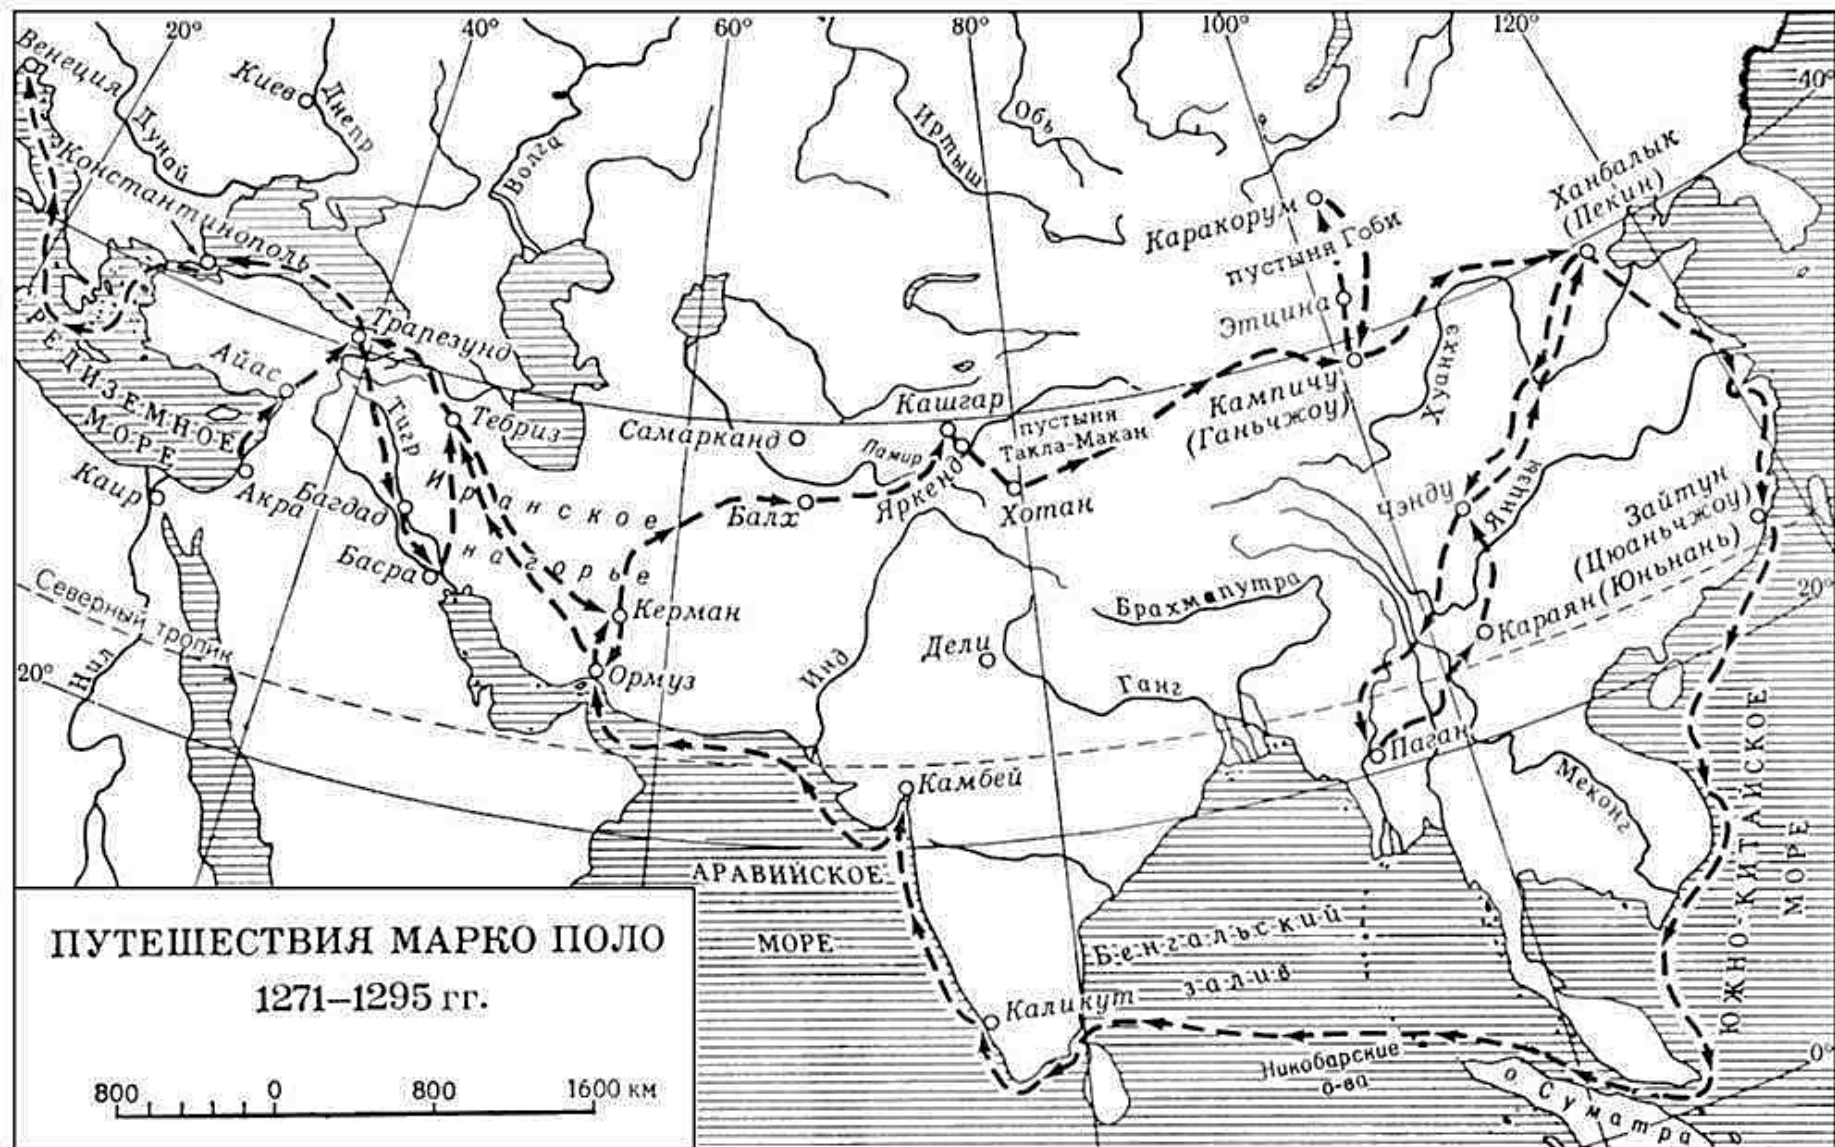 20°
40°
60°
80°
100°
120°
40°
Венеция
Киев
Днепр
Дунай
Константинополь
Волга
Иртыш
Обь
Каракорум
пустыня Гоби
Ханбалык
(Пекин)
Этцина
Трапезунд
Айас
РЕДИЗЕМНОЕ
МОРЕ
Тигр
Тебриз
Самарканд
Кашгар
Памир
пустыня
Такла-Макан
Кампичу
(Ганьчжоу)
Хуанхэ
Каир
Акра
Багдад
Иранское
нагорье
Балх
Яркенд
Хотан
Чэнду
Янцзы
Зайтун
(Цюаньчжоу)
Басра
Керман
Брахмапутра
Караян (Юньнань)
20°
Северный тропик
20°
Нил
Ормуз
Инд
Дели
Ганг
Паган
Камбей
Меконг
ЮЖНО-КИТАЙСКОЕ
МОРЕ
АРАВИЙСКОЕ
МОРЕ
Бенгальский
залив
Каликут
Никобарские
о-ва
о. Суматра
0°
ПУТЕШЕСТВИЯ МАРКО ПОЛО
1271–1295 гг.
800 0 800 1600 км